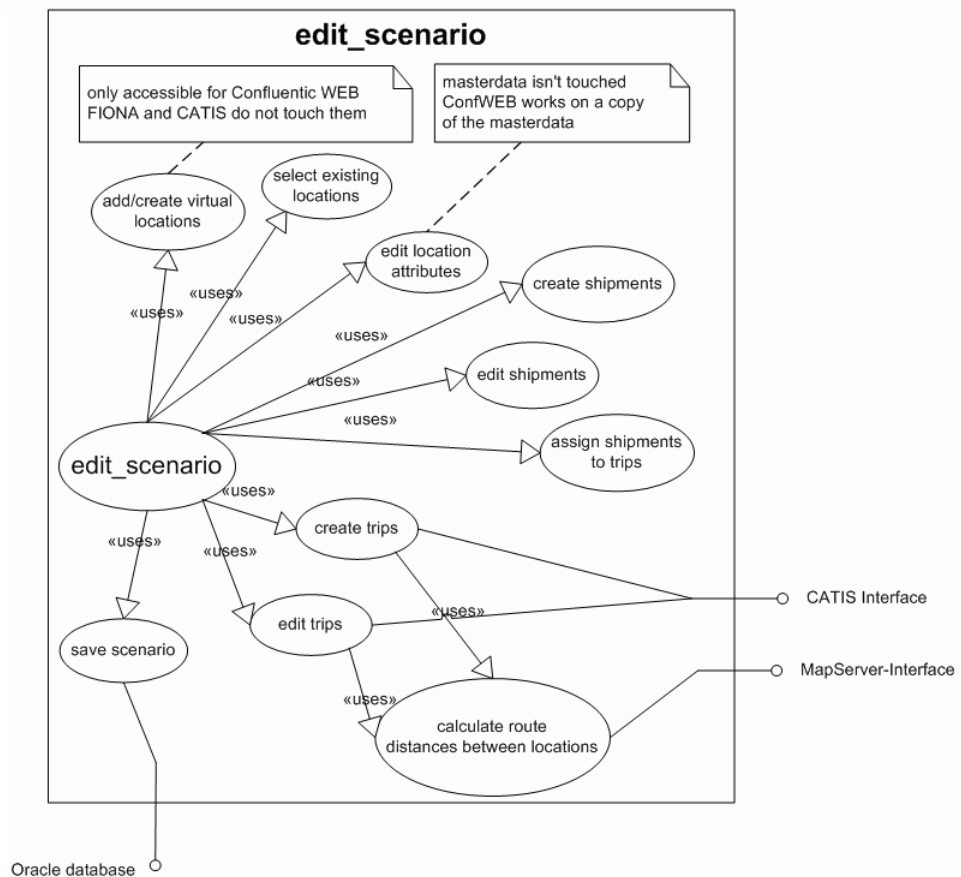 edit_scenario
only accessible for Confluentic WEB
FIONA and CATIS do not touch them
masterdata isn't touched
ConfWEB works on a copy
of the masterdata
add/create virtual
locations
select existing
locations
edit location
attributes
create shipments
«uses»
«uses»
«uses»
«uses»
«uses»
edit shipments
«uses»
assign shipments
to trips
edit_scenario
«uses»
create trips
«uses»
«uses»
CATIS Interface
«uses»
edit trips
save scenario
MapServer-Interface
«uses»
calculate route
distances between locations
Oracle database